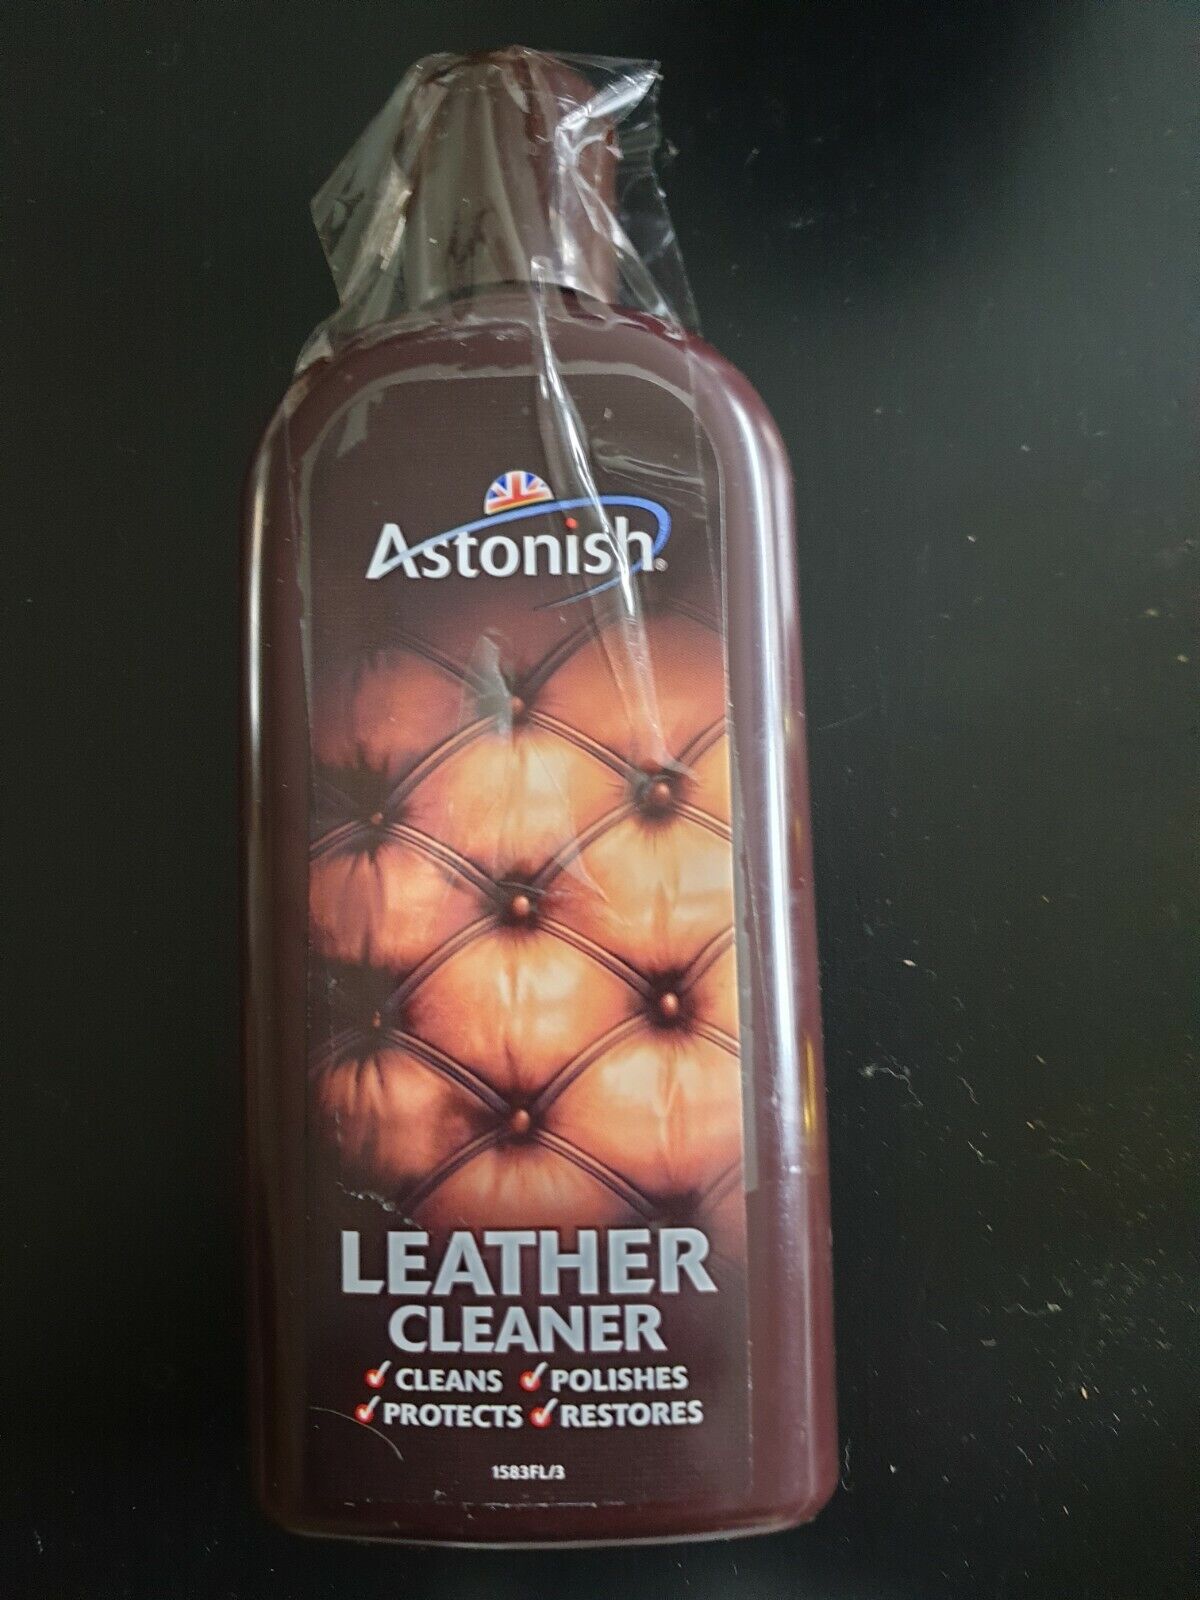 Astonish®
LEATHER
CLEANER
CLEANS POLISHES
PROTECTS RESTORES
1583FL/3